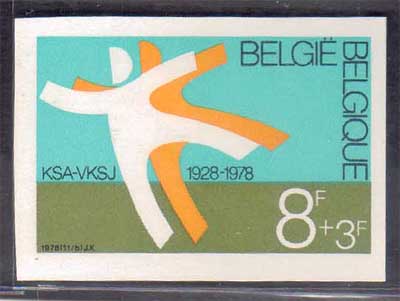 BELGIË
BELGIQUE
KSA-VKSJ
1928-1978
8F
+3F
1978(11/b)J.K.